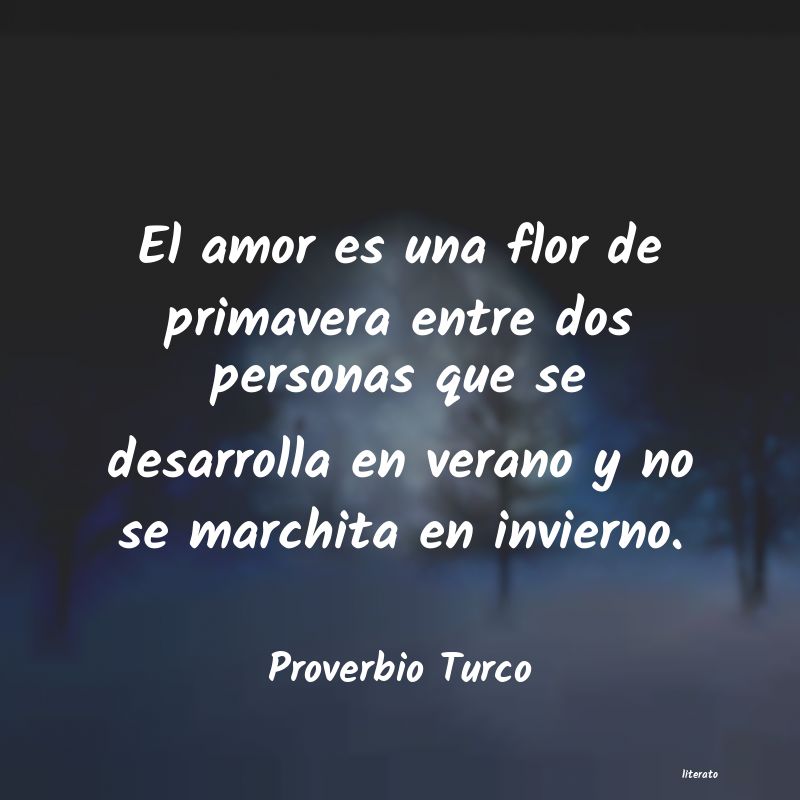 El amor es una flor de
primavera entre dos
personas que se
desarrolla en verano y no
se marchita en invierno.
Proverbio Turco
literato